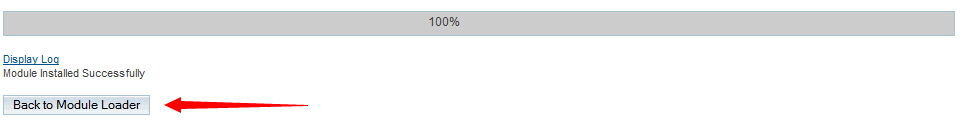 100%
Display Log
Module Installed Successfully
Back to Module Loader